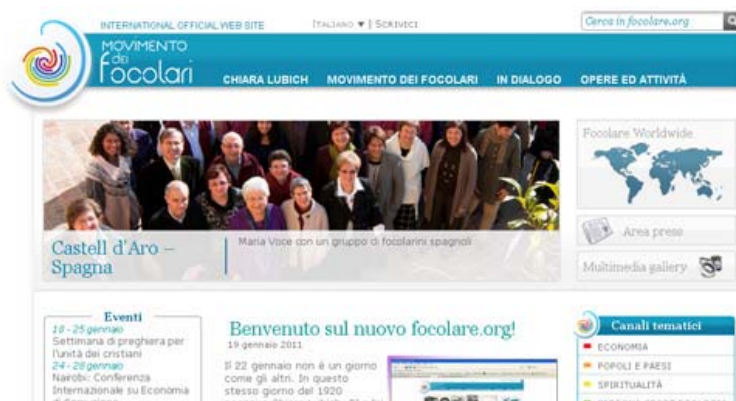 INTERNATIONAL OFFICIAL WEB SITE
ITALIANO ▼ | SCRIVICI
Cerca in focolare.org
MOVIMENTO
dei
Focolari
CHIARA LUBICH MOVIMENTO DEI FOCOLARI IN DIALOGO OPERE ED ATTIVITÀ
Focolare Worldwide
Castell d'Aro –
Spagna
Maria Voce con un gruppo di focolarini spagnoli
Area press
Multimedia gallery
Eventi
18 - 25 gennaio
Settimana di preghiera per
l'unità dei cristiani
24 - 28 gennaio
Nairobi: Conferenza
Internazionale su Economia
Benvenuto sul nuovo focolare.org!
19 gennaio 2011
Il 22 gennaio non è un giorno
come gli altri. In questo
stesso giorno del 1920
Canali tematici
ECONOMIA
POPOLI E PAESI
SPIRITUALITÀ